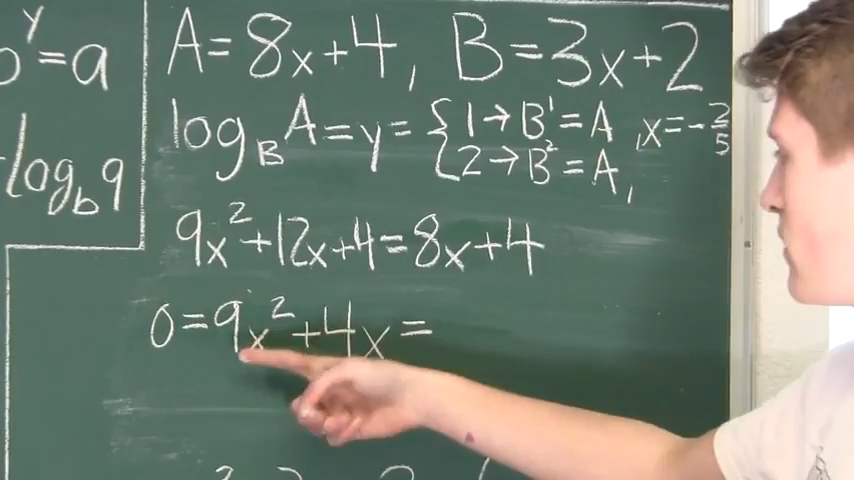 b^y = a
log_b a
A = 8x + 4, B = 3x + 2
log_B A = y = { 1 → B^1 = A, x = -2/5
{ 2 → B^2 = A,
9x^2 + 12x + 4 = 8x + 4
0 = 9x^2 + 4x =